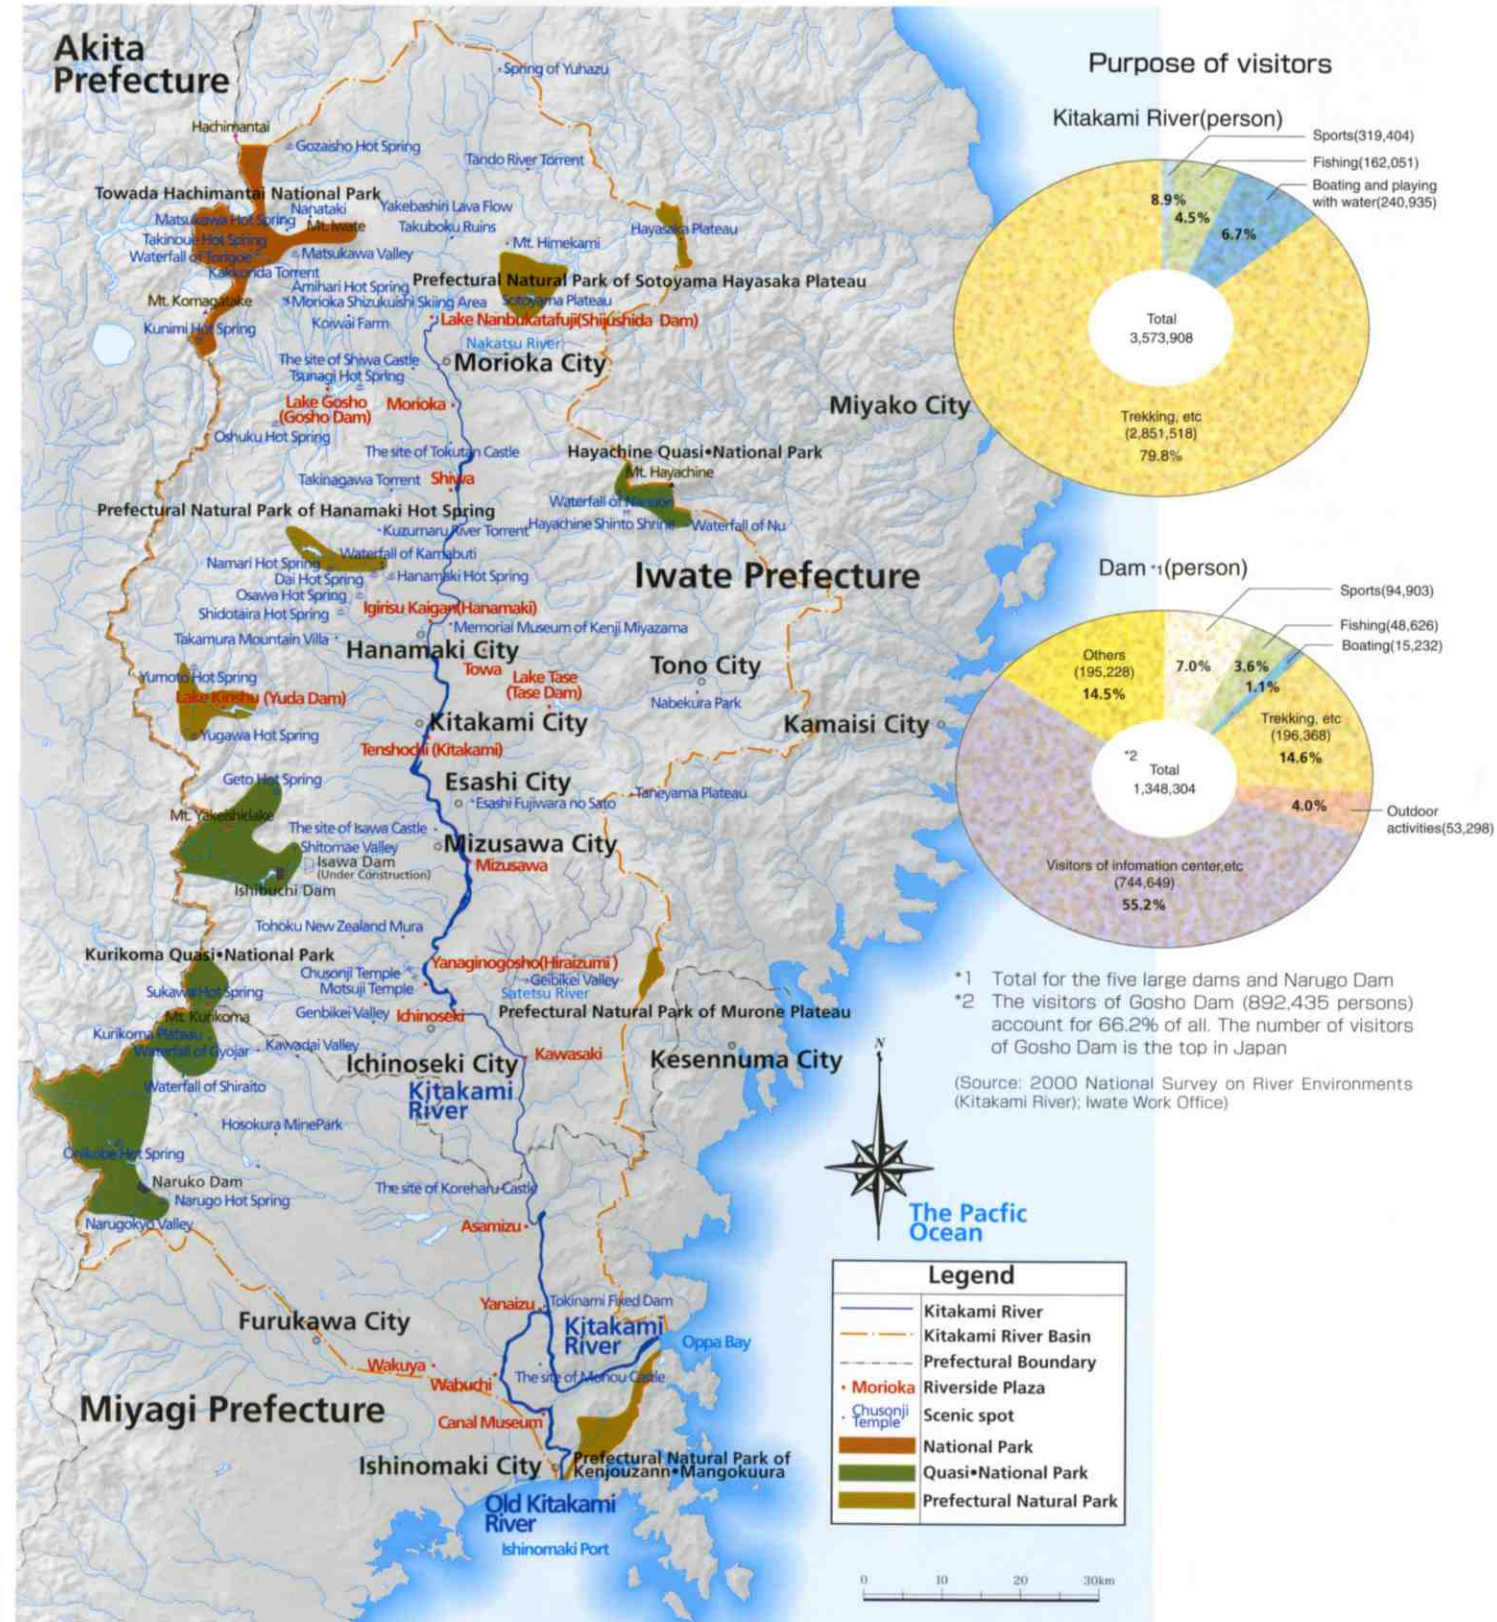 Akita
Prefecture
Spring of Yuhazu
Hachimantai
Gozaisho Hot Spring
Tando River Torrent
Towada Hachimantai National Park
Nanataki
Yakebashiri Lava Flow
Matsukawa Hot Spring
Mt. Iwate
Takuboku Ruins
Hayasaka Plateau
Takinoue Hot Spring
Mt. Himekami
Waterfall of Torigoe
Matsukawa Valley
Kakkonda Torrent
Amihari Hot Spring
Prefectural Natural Park of Sotoyama Hayasaka Plateau
Mt. Komagatake
Morioka Shizukuishi Skiing Area
Sotoyama Plateau
Kunimi Hot Spring
Koiwai Farm
Lake Nanbukatafuji(Shijushida Dam)
Nakatsu River
The site of Shiwa Castle
Morioka City
Tsunagi Hot Spring
Lake Gosho
(Gosho Dam)
Morioka
Miyako City
Oshuku Hot Spring
The site of Tokutan Castle
Hayachine Quasi•National Park
Mt. Hayachine
Takinagawa Torrent
Shiwa
Waterfall of
Prefectural Natural Park of Hanamaki Hot Spring
Kuzumaru River Torrent
Hayachine Shinto Shrine
Waterfall of Nu
Waterfall of Kamabuti
Namari Hot Spring
Dai Hot Spring
Hanamaki Hot Spring
Iwate Prefecture
Osawa Hot Spring
Shidotaira Hot Spring
Igirisu Kaigan(Hanamaki)
Memorial Museum of Kenji Miyazama
Takamura Mountain Villa
Hanamaki City
Towa
Lake Tase
(Tase Dam)
Tono City
Yumoto Hot Spring
Lake Kinshu (Yuda Dam)
Nabekura Park
Kitakami City
Kamaisi City
Yugawa Hot Spring
Tenshochi (Kitakami)
Geto Hot Spring
Esashi City
Esashi Fujiwara no Sato
Taneyama Plateau
Mt. Yakeishidake
The site of Isawa Castle
Shitomae Valley
Mizusawa City
Isawa Dam
(Under Construction)
Mizusawa
Ishibuchi Dam
Tohoku New Zealand Mura
Kurikoma Quasi•National Park
Yanaginogosho(Hiraizumi )
Chusonji Temple
Motsuji Temple
Geibikei Valley
Satetsu River
Sukawa Hot Spring
Mt. Kurikoma
Genbikei Valley
Ichinoseki
Prefectural Natural Park of Murone Plateau
Kurikoma Plateau
Waterfall of Gyojar
Kawadai Valley
Ichinoseki City
Kawasaki
Kesennuma City
Waterfall of Shiraito
Kitakami
River
Hosokura MinePark
Onikobe Hot Spring
Naruko Dam
Narugo Hot Spring
The site of Koreharu-Castle
Narugokyo Valley
Asamizu
Yanaizu
Tokinami Fixed Dam
Furukawa City
Kitakami
River
Oppa Bay
Wakuya
Wabuchi
The site of Monou Castle
Miyagi Prefecture
Canal Museum
Ishinomaki City
Prefectural Natural Park of
Kenjouzann•Mangokuura
Old Kitakami
River
Ishinomaki Port
Purpose of visitors
Kitakami River(person)
Sports(319,404)
Fishing(162,051)
Boating and playing
with water(240,935)
8.9%
4.5%
6.7%
Total
3,573,908
Trekking, etc
(2,851,518)
79.8%
Dam *1(person)
Sports(94,903)
Fishing(48,626)
Boating(15,232)
Others
(195,228)
14.5%
7.0%
3.6%
1.1%
Trekking, etc
(196,368)
14.6%
*2
Total
1,348,304
4.0%
Outdoor
activities(53,298)
Visitors of infomation center,etc
(744,649)
55.2%
*1 Total for the five large dams and Narugo Dam
*2 The visitors of Gosho Dam (892,435 persons)
account for 66.2% of all. The number of visitors
of Gosho Dam is the top in Japan
(Source: 2000 National Survey on River Environments
(Kitakami River); Iwate Work Office)
N
The Pacfic
Ocean
Legend
Kitakami River
Kitakami River Basin
Prefectural Boundary
Morioka Riverside Plaza
Chusonji
Temple
Scenic spot
National Park
Quasi•National Park
Prefectural Natural Park
0 10 20 30km